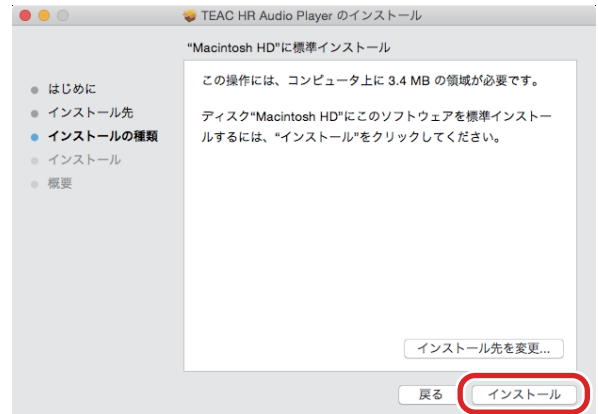 TEAC HR Audio Player のインストール
“Macintosh HD”に標準インストール
はじめに
インストール先
インストールの種類
インストール
概要
この操作には、コンピュータ上に 3.4 MB の領域が必要です。
ディスク“Macintosh HD”にこのソフトウェアを標準インストー
ルするには、“インストール”をクリックしてください。
インストール先を変更...
戻る
インストール